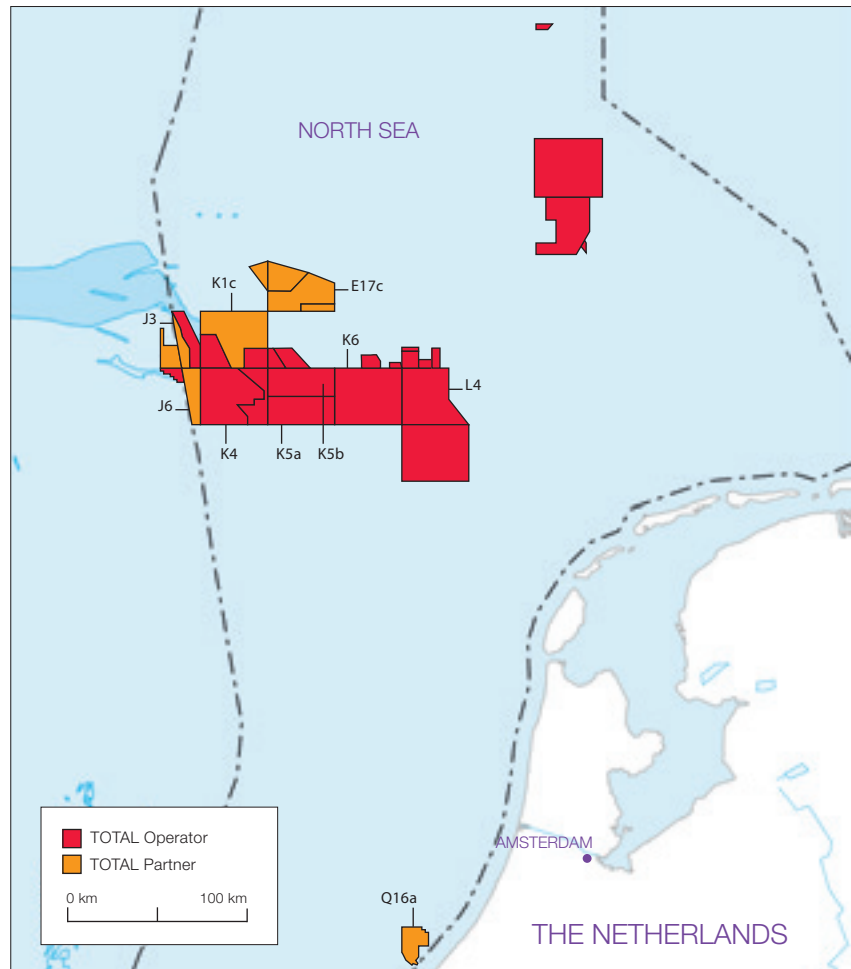 NORTH SEA
K1c
E17c
J3
K6
L4
J6
K4
K5a
K5b
TOTAL Operator
TOTAL Partner
0 km
100 km
AMSTERDAM
Q16a
THE NETHERLANDS